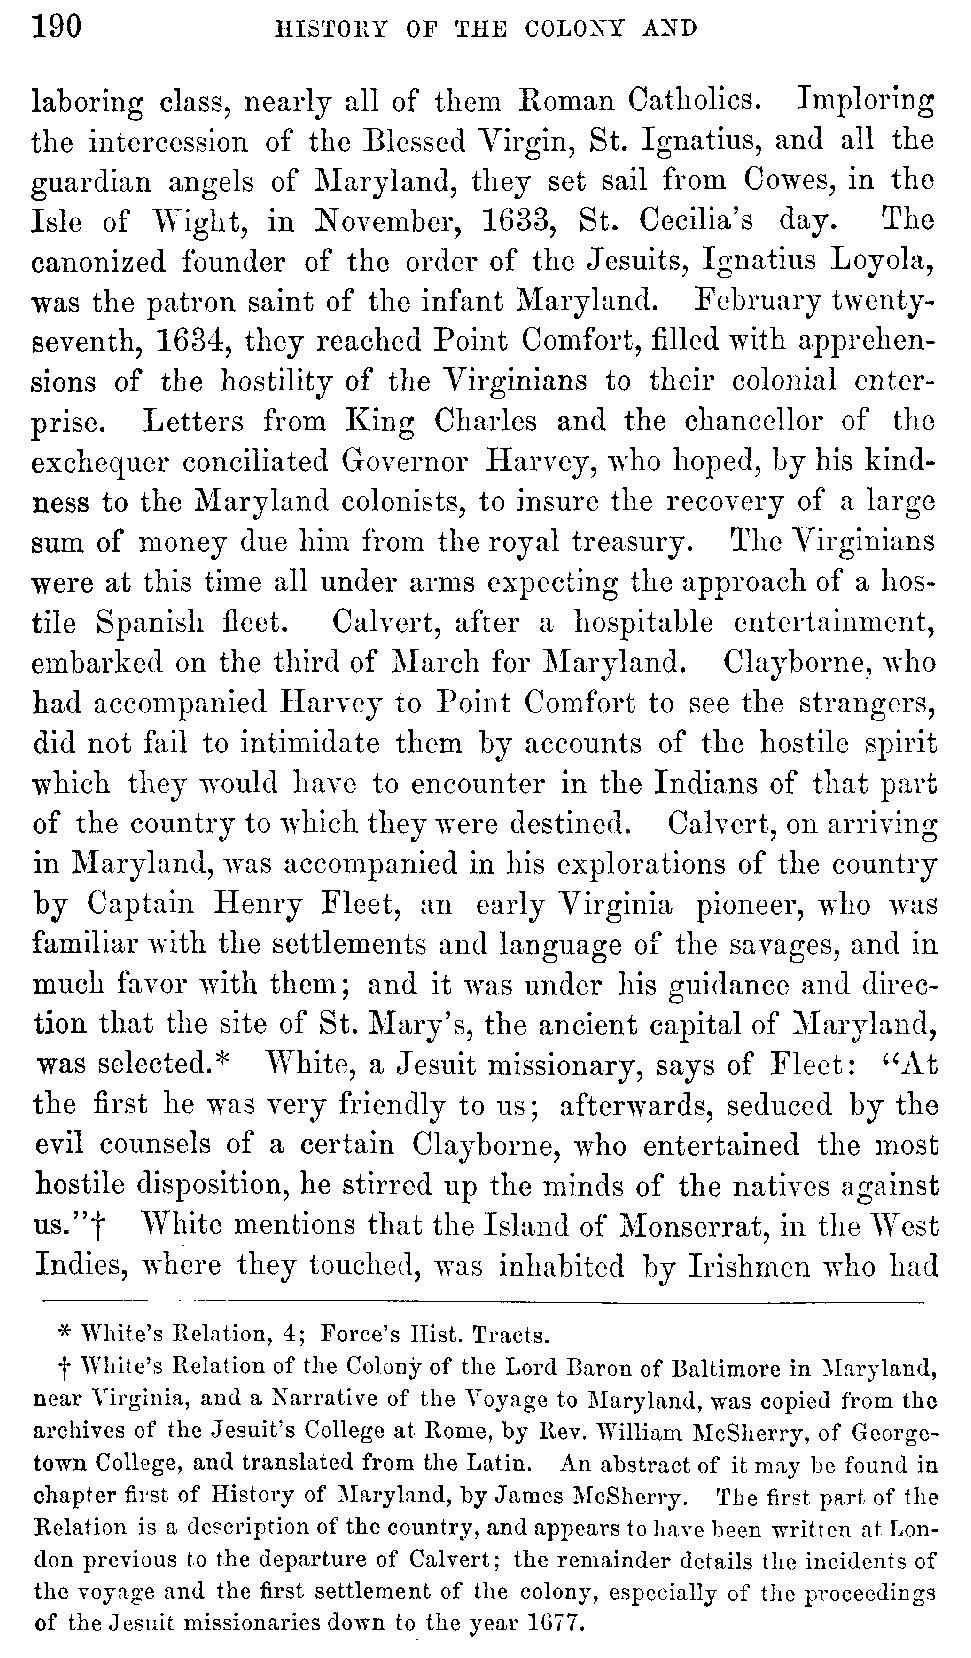 190 HISTORY OF THE COLONY AND
laboring class, nearly all of them Roman Catholics. Imploring
the intercession of the Blessed Virgin, St. Ignatius, and all the
guardian angels of Maryland, they set sail from Cowes, in the
Isle of Wight, in November, 1633, St. Cecilia's day. The
canonized founder of the order of the Jesuits, Ignatius Loyola,
was the patron saint of the infant Maryland. February twenty-
seventh, 1634, they reached Point Comfort, filled with apprehen-
sions of the hostility of the Virginians to their colonial enter-
prise. Letters from King Charles and the chancellor of the
exchequer conciliated Governor Harvey, who hoped, by his kind-
ness to the Maryland colonists, to insure the recovery of a large
sum of money due him from the royal treasury. The Virginians
were at this time all under arms expecting the approach of a hos-
tile Spanish fleet. Calvert, after a hospitable entertainment,
embarked on the third of March for Maryland. Clayborne, who
had accompanied Harvey to Point Comfort to see the strangers,
did not fail to intimidate them by accounts of the hostile spirit
which they would have to encounter in the Indians of that part
of the country to which they were destined. Calvert, on arriving
in Maryland, was accompanied in his explorations of the country
by Captain Henry Fleet, an early Virginia pioneer, who was
familiar with the settlements and language of the savages, and in
much favor with them; and it was under his guidance and direc-
tion that the site of St. Mary's, the ancient capital of Maryland,
was selected.* White, a Jesuit missionary, says of Fleet: "At
the first he was very friendly to us; afterwards, seduced by the
evil counsels of a certain Clayborne, who entertained the most
hostile disposition, he stirred up the minds of the natives against
us."† White mentions that the Island of Monserrat, in the West
Indies, where they touched, was inhabited by Irishmen who had
* White's Relation, 4; Force's Hist. Tracts.
† White's Relation of the Colony of the Lord Baron of Baltimore in Maryland,
near Virginia, and a Narrative of the Voyage to Maryland, was copied from the
archives of the Jesuit's College at Rome, by Rev. William McSherry, of George-
town College, and translated from the Latin. An abstract of it may be found in
chapter first of History of Maryland, by James McSherry. The first part of the
Relation is a description of the country, and appears to have been written at Lon-
don previous to the departure of Calvert; the remainder details the incidents of
the voyage and the first settlement of the colony, especially of the proceedings
of the Jesuit missionaries down to the year 1677.